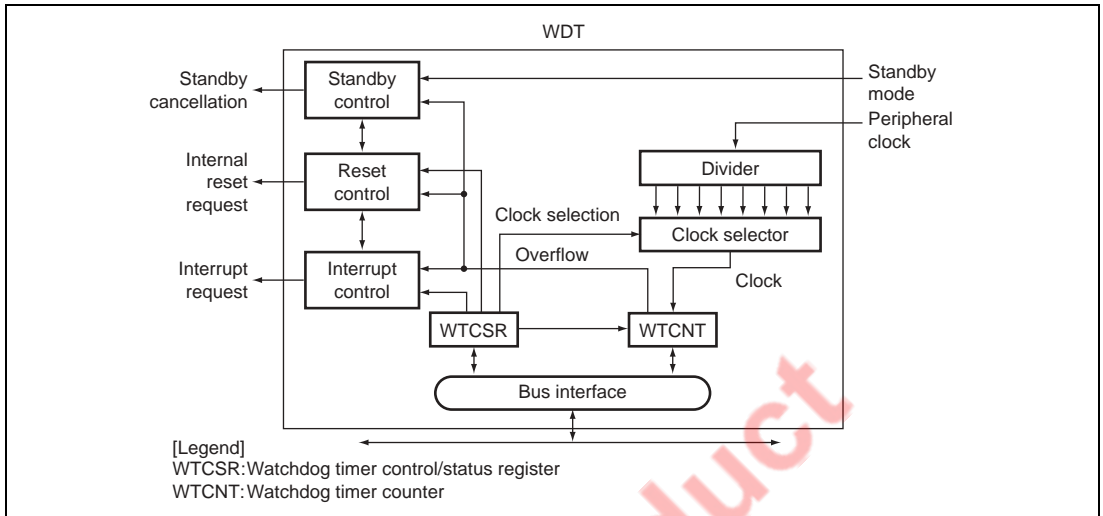 WDT
Standby
cancellation
Standby
control
Standby
mode
Peripheral
clock
Internal
reset
request
Reset
control
Divider
Clock selection
Clock selector
Overflow
Interrupt
request
Interrupt
control
Clock
WTCSR
WTCNT
Bus interface
[Legend]
WTCSR: Watchdog timer control/status register
WTCNT: Watchdog timer counter
duct